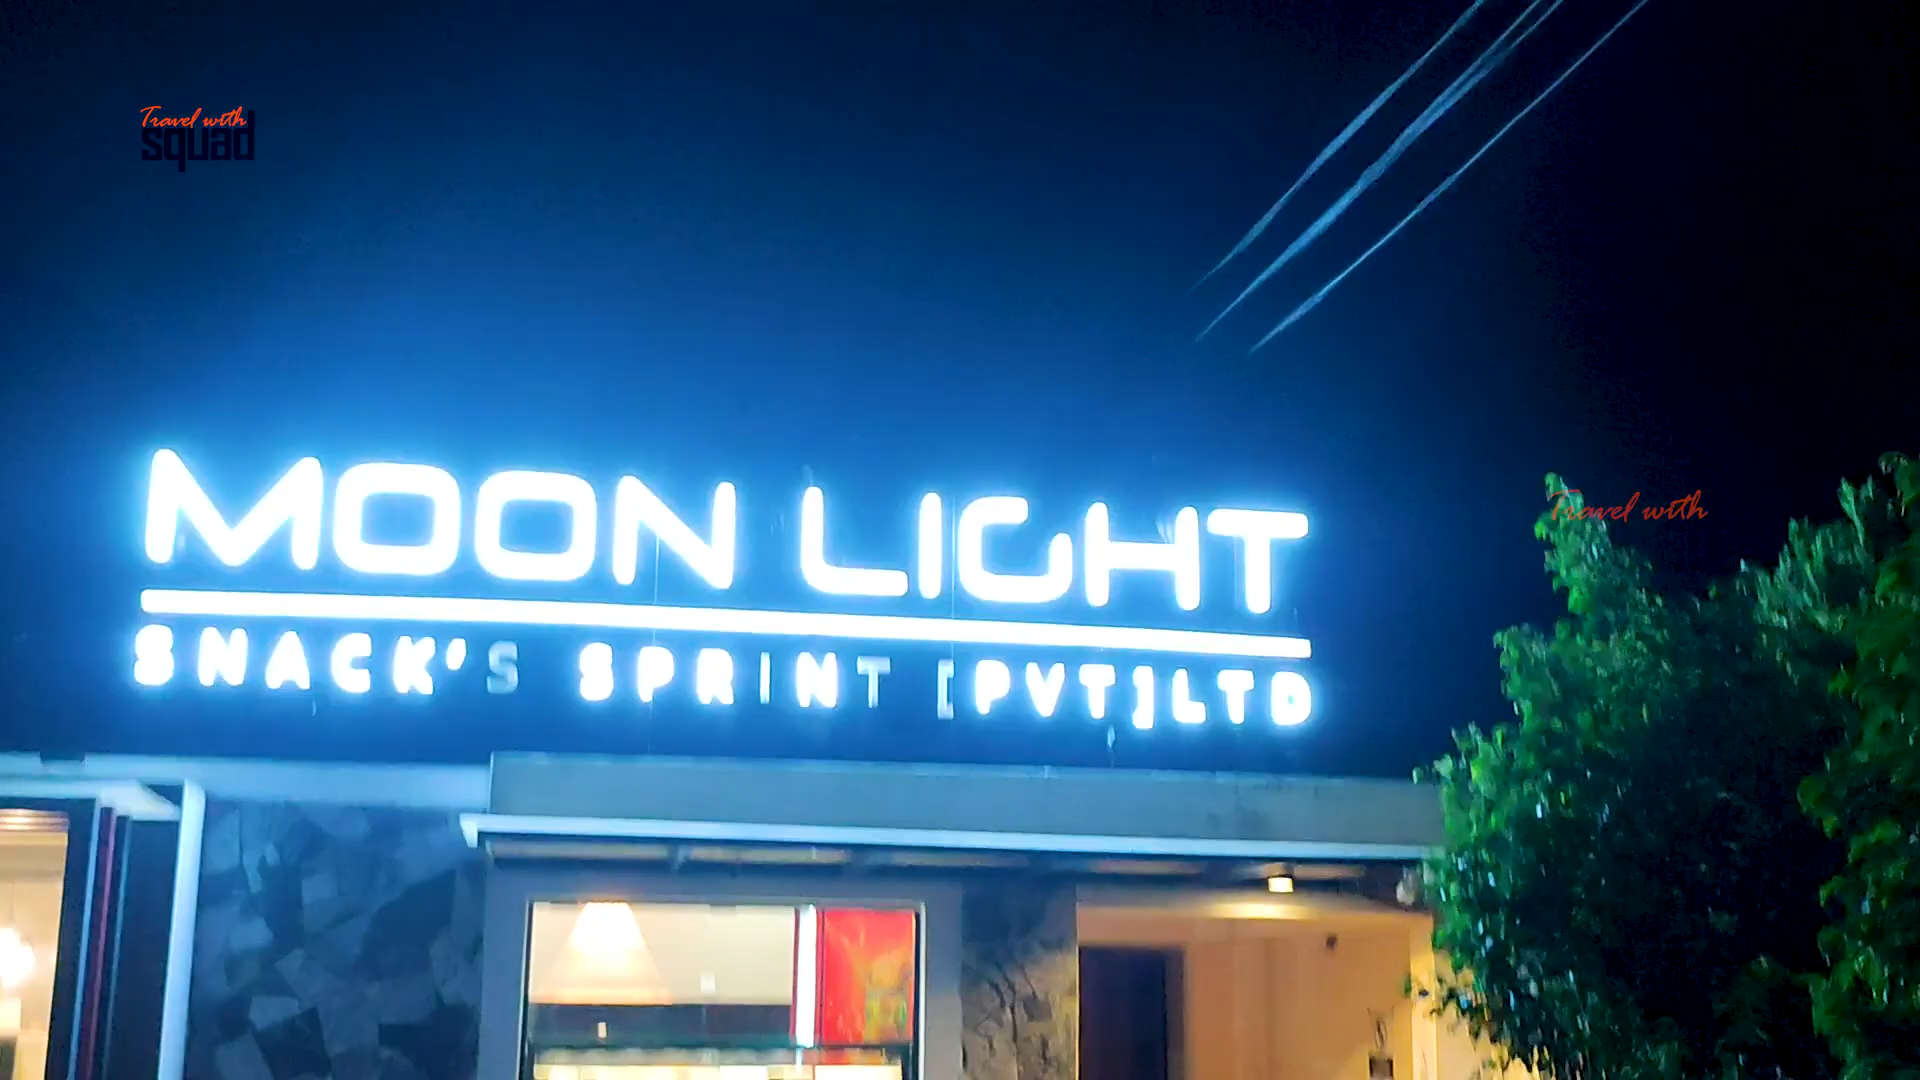 Travel with
squad
MOON LIGHT
SNACK'S SPRINT [PVT]LTD
Travel with